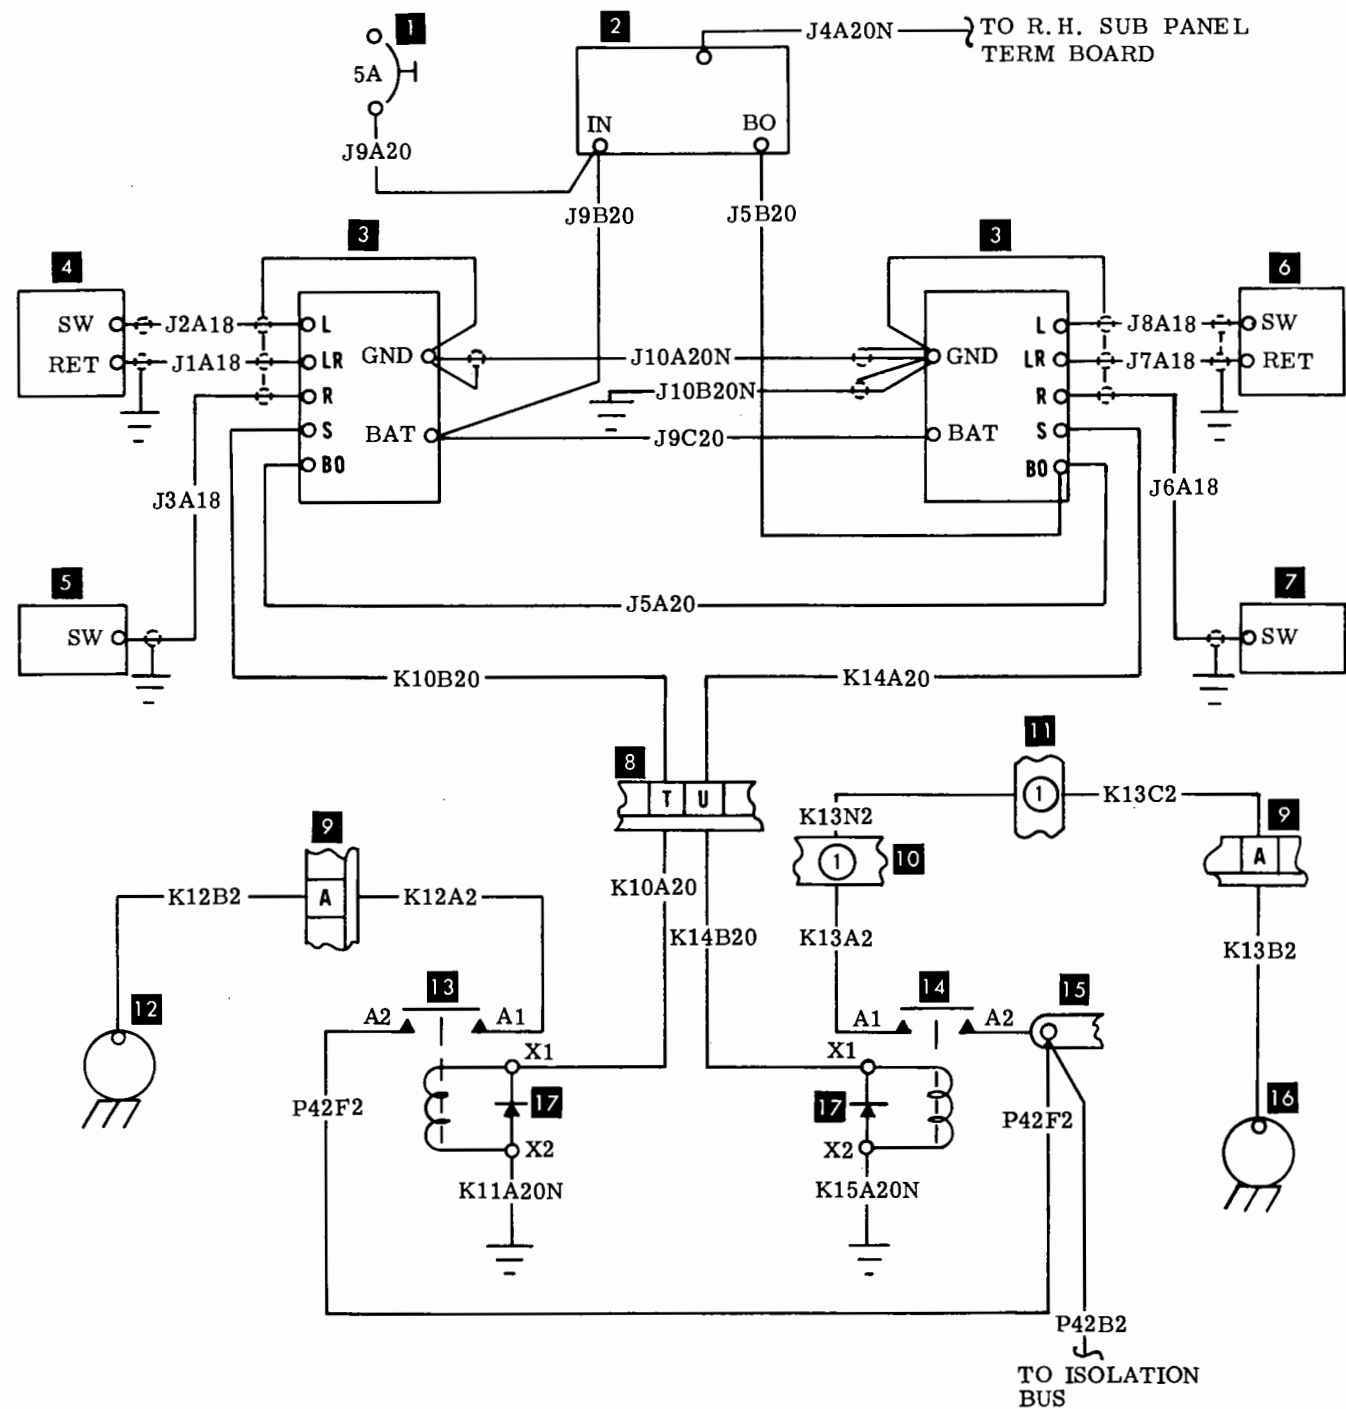 1
2
J4A20N
TO R.H. SUB PANEL
TERM BOARD
5A
IN
BO
J9A20
J9B20
J5B20
3
3
4
6
SW
J2A18
L
L
J8A18
SW
RET
J1A18
LR
GND
J10A20N
GND
LR
J7A18
RET
R
J10B20N
R
S
BAT
J9C20
BAT
S
BO
BO
J3A18
J6A18
5
7
J5A20
SW
SW
K10B20
K14A20
11
8
T
U
1
K13C2
K13N2
9
9
1
10
A
K12B2
A
K12A2
K10A20
K14B20
K13A2
K13B2
12
13
14
15
A2
A1
A1
A2
X1
X1
P42F2
17
17
P42F2
16
X2
X2
K11A20N
K15A20N
P42B2
TO ISOLATION
BUS